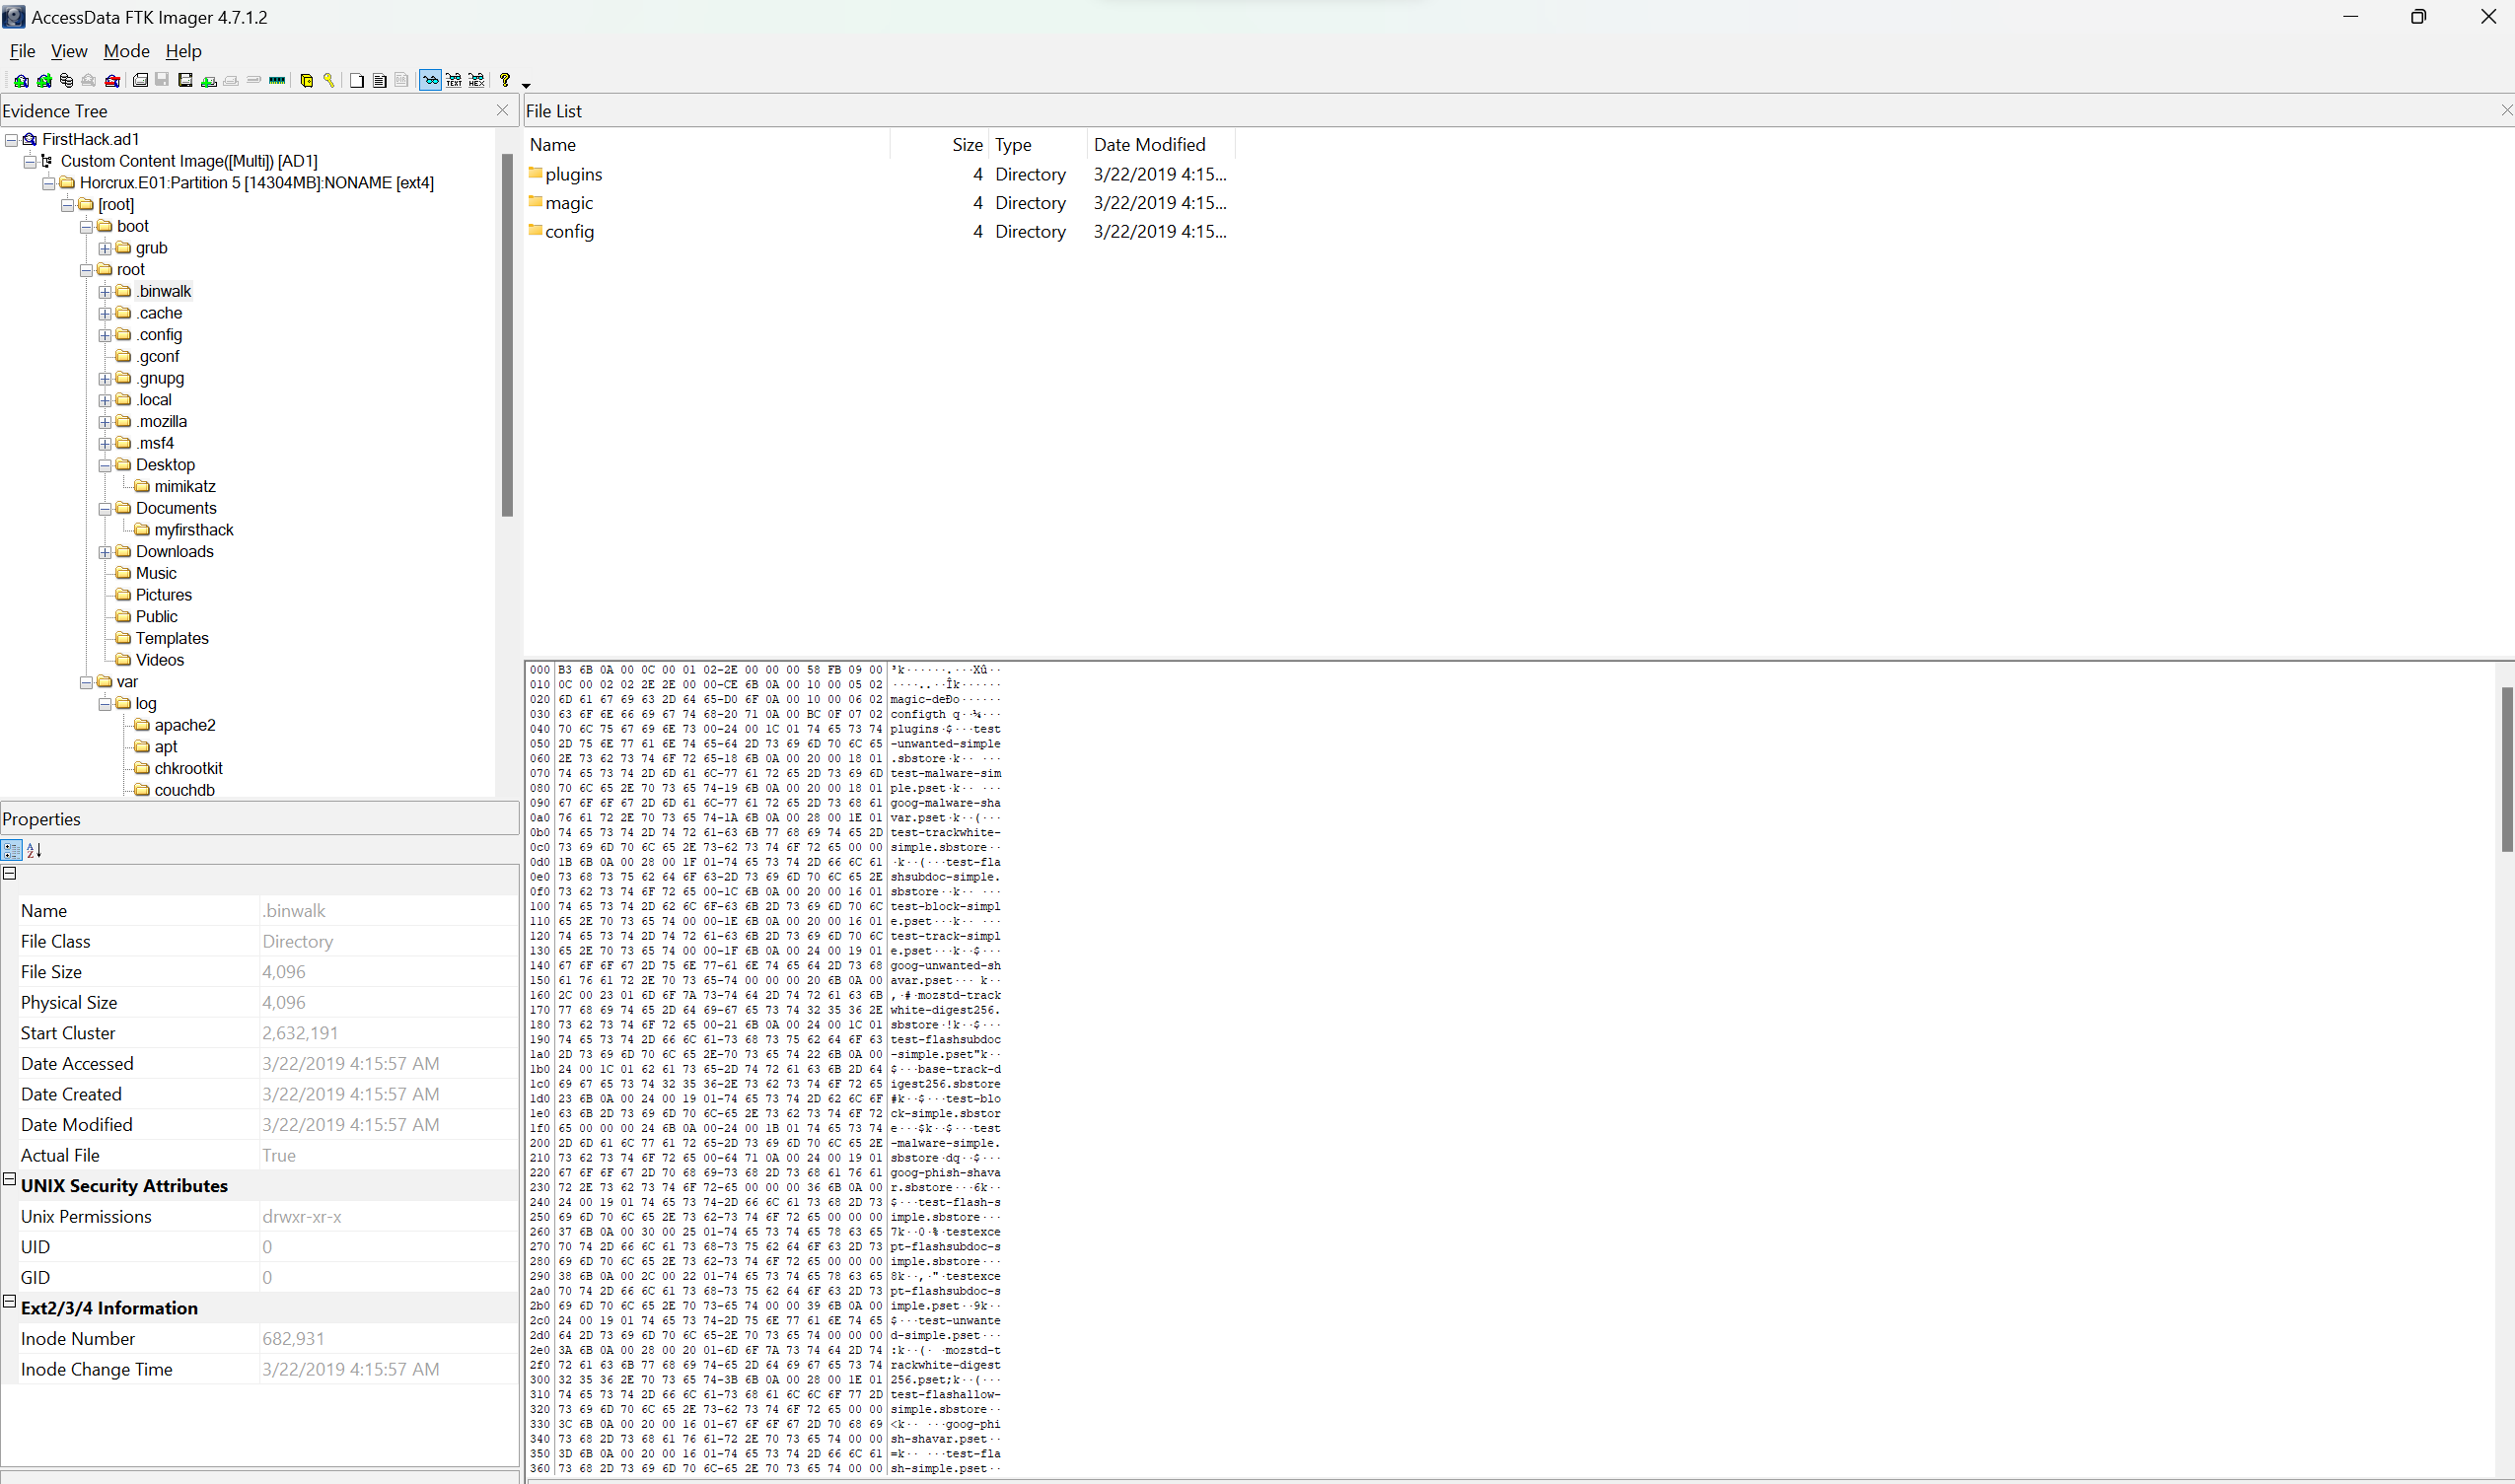 AccessData FTK Imager 4.7.1.2
File View Mode Help
Evidence Tree
FirstHack.ad1
Custom Content Image([Multi]) [AD1]
Horcrux.E01:Partition 5 [14304MB]:NONAME [ext4]
[root]
boot
grub
root
.binwalk
.cache
.config
.gconf
.gnupg
.local
.mozilla
.msf4
Desktop
mimikatz
Documents
myfirsthack
Downloads
Music
Pictures
Public
Templates
Videos
var
log
apache2
apt
chkrootkit
couchdb
Properties
Name .binwalk
File Class Directory
File Size 4,096
Physical Size 4,096
Start Cluster 2,632,191
Date Accessed 3/22/2019 4:15:57 AM
Date Created 3/22/2019 4:15:57 AM
Date Modified 3/22/2019 4:15:57 AM
Actual File True
UNIX Security Attributes
Unix Permissions drwxr-xr-x
UID 0
GID 0
Ext2/3/4 Information
Inode Number 682,931
Inode Change Time 3/22/2019 4:15:57 AM
File List
Name Size Type Date Modified
plugins 4 Directory 3/22/2019 4:15...
magic 4 Directory 3/22/2019 4:15...
config 4 Directory 3/22/2019 4:15...
000 B3 6B 0A 00 0C 00 01 02-2E 00 00 00 58 FB 09 00 ³k······.···Xû··
010 0C 00 02 02 2E 2E 00 00-CE 6B 0A 00 10 00 05 02 ····..··Îk······
020 6D 61 67 69 63 2D 64 65-D0 6F 0A 00 10 00 06 02 magic-deÐo······
030 63 6F 6E 66 69 67 74 68-20 71 0A 00 BC 0F 07 02 configth q··¼···
040 70 6C 75 67 69 6E 73 00-24 00 1C 01 74 65 73 74 plugins·$···test
050 2D 75 6E 77 61 6E 74 65-64 2D 73 69 6D 70 6C 65 -unwanted-simple
060 2E 73 62 73 74 6F 72 65-18 6B 0A 00 20 00 18 01 .sbstore·k·· ···
070 74 65 73 74 2D 6D 61 6C-77 61 72 65 2D 73 69 6D test-malware-sim
080 70 6C 65 2E 70 73 65 74-19 6B 0A 00 20 00 18 01 ple.pset·k·· ···
090 67 6F 6F 67 2D 6D 61 6C-77 61 72 65 2D 73 68 61 goog-malware-sha
0a0 76 61 72 2E 70 73 65 74-1A 6B 0A 00 28 00 1E 01 var.pset·k··(···
0b0 74 65 73 74 2D 74 72 61-63 6B 77 68 69 74 65 2D test-trackwhite-
0c0 73 69 6D 70 6C 65 2E 73-62 73 74 6F 72 65 00 00 simple.sbstore··
0d0 1B 6B 0A 00 28 00 1F 01-74 65 73 74 2D 66 6C 61 ·k··(···test-fla
0e0 73 68 73 75 62 64 6F 63-2D 73 69 6D 70 6C 65 2E shsubdoc-simple.
0f0 73 62 73 74 6F 72 65 00-1C 6B 0A 00 20 00 16 01 sbstore··k·· ···
100 74 65 73 74 2D 62 6C 6F-63 6B 2D 73 69 6D 70 6C test-block-simpl
110 65 2E 70 73 65 74 00 00-1E 6B 0A 00 20 00 16 01 e.pset···k·· ···
120 74 65 73 74 2D 74 72 61-63 6B 2D 73 69 6D 70 6C test-track-simpl
130 65 2E 70 73 65 74 00 00-1F 6B 0A 00 24 00 19 01 e.pset···k··$···
140 67 6F 6F 67 2D 75 6E 77-61 6E 74 65 64 2D 73 68 goog-unwanted-sh
150 61 76 61 72 2E 70 73 65-74 00 00 00 20 6B 0A 00 avar.pset··· k··
160 2C 00 23 01 6D 6F 7A 73-74 64 2D 74 72 61 63 6B ,·#·mozstd-track
170 77 68 69 74 65 2D 64 69-67 65 73 74 32 35 36 2E white-digest256.
180 73 62 73 74 6F 72 65 00-21 6B 0A 00 24 00 1C 01 sbstore·!k··$···
190 74 65 73 74 2D 66 6C 61-73 68 73 75 62 64 6F 63 test-flashsubdoc
1a0 2D 73 69 6D 70 6C 65 2E-70 73 65 74 22 6B 0A 00 -simple.pset"k··
1b0 24 00 1C 01 62 61 73 65-2D 74 72 61 63 6B 2D 64 $···base-track-d
1c0 69 67 65 73 74 32 35 36-2E 73 62 73 74 6F 72 65 igest256.sbstore
1d0 23 6B 0A 00 24 00 19 01-74 65 73 74 2D 62 6C 6F #k··$···test-blo
1e0 63 6B 2D 73 69 6D 70 6C-65 2E 73 62 73 74 6F 72 ck-simple.sbstor
1f0 65 00 00 00 24 6B 0A 00-24 00 1B 01 74 65 73 74 e···$k··$···test
200 2D 6D 61 6C 77 61 72 65-2D 73 69 6D 70 6C 65 2E -malware-simple.
210 73 62 73 74 6F 72 65 00-64 71 0A 00 24 00 19 01 sbstore·dq··$···
220 67 6F 6F 67 2D 70 68 69-73 68 2D 73 68 61 76 61 goog-phish-shava
230 72 2E 73 62 73 74 6F 72-65 00 00 00 36 6B 0A 00 r.sbstore···6k··
240 24 00 19 01 74 65 73 74-2D 66 6C 61 73 68 2D 73 $···test-flash-s
250 69 6D 70 6C 65 2E 73 62-73 74 6F 72 65 00 00 00 imple.sbstore···
260 37 6B 0A 00 30 00 25 01-74 65 73 74 65 78 63 65 7k··0·%·testexce
270 70 74 2D 66 6C 61 73 68-73 75 62 64 6F 63 2D 73 pt-flashsubdoc-s
280 69 6D 70 6C 65 2E 73 62-73 74 6F 72 65 00 00 00 imple.sbstore···
290 38 6B 0A 00 2C 00 22 01-74 65 73 74 65 78 63 65 8k··,·"·testexce
2a0 70 74 2D 66 6C 61 73 68-73 75 62 64 6F 63 2D 73 pt-flashsubdoc-s
2b0 69 6D 70 6C 65 2E 70 73-65 74 00 00 39 6B 0A 00 imple.pset··9k··
2c0 24 00 19 01 74 65 73 74-2D 75 6E 77 61 6E 74 65 $···test-unwante
2d0 64 2D 73 69 6D 70 6C 65-2E 70 73 65 74 00 00 00 d-simple.pset···
2e0 3A 6B 0A 00 28 00 20 01-6D 6F 7A 73 74 64 2D 74 :k··(· ·mozstd-t
2f0 72 61 63 6B 77 68 69 74-65 2D 64 69 67 65 73 74 rackwhite-digest
300 32 35 36 2E 70 73 65 74-3B 6B 0A 00 28 00 1E 01 256.pset;k··(···
310 74 65 73 74 2D 66 6C 61-73 68 61 6C 6C 6F 77 2D test-flashallow-
320 73 69 6D 70 6C 65 2E 73-62 73 74 6F 72 65 00 00 simple.sbstore··
330 3C 6B 0A 00 20 00 16 01-67 6F 6F 67 2D 70 68 69 <k·· ···goog-phi
340 73 68 2D 73 68 61 76 61-72 2E 70 73 65 74 00 00 sh-shavar.pset··
350 3D 6B 0A 00 20 00 16 01-74 65 73 74 2D 66 6C 61 =k·· ···test-fla
360 73 68 2D 73 69 6D 70 6C-65 2E 70 73 65 74 00 00 sh-simple.pset··